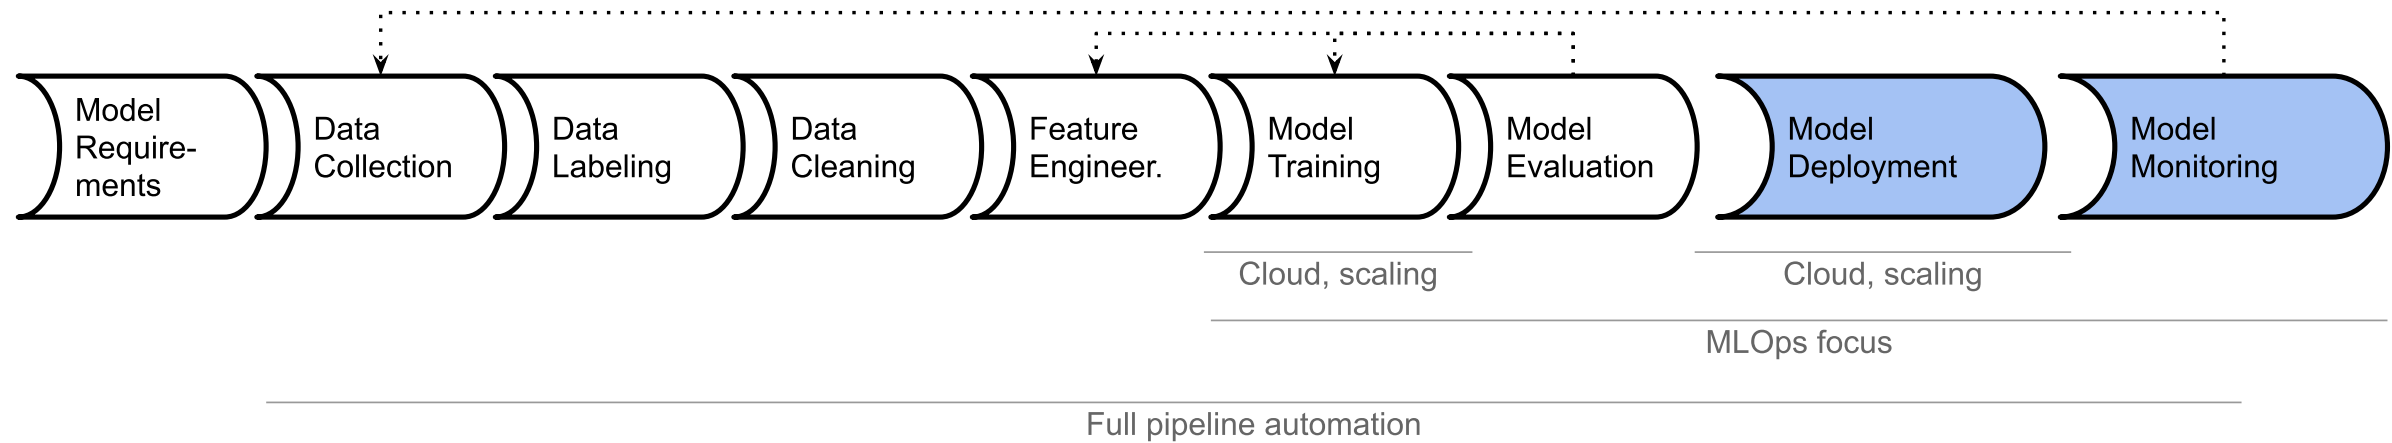 Model
Require-
ments
Data
Collection
Data
Labeling
Data
Cleaning
Feature
Engineer.
Model
Training
Model
Evaluation
Model
Deployment
Model
Monitoring
Cloud, scaling
Cloud, scaling
MLOps focus
Full pipeline automation